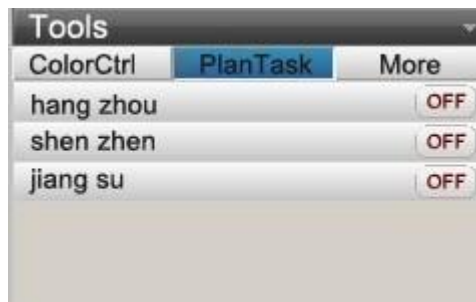 Tools
ColorCtrl PlanTask More
hang zhou OFF
shen zhen OFF
jiang su OFF